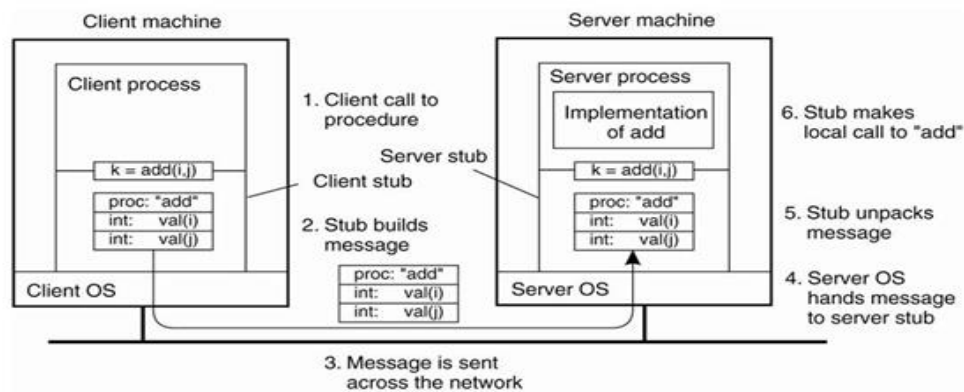 Client machine
Server machine
Client process
1. Client call to
procedure
Server process
Implementation
of add
6. Stub makes
local call to "add"
Server stub
k = add(i,j)
k = add(i,j)
Client stub
proc: "add"
int: val(i)
int: val(j)
2. Stub builds
message
proc: "add"
int: val(i)
int: val(j)
proc: "add"
int: val(i)
int: val(j)
5. Stub unpacks
message
Client OS
Server OS
4. Server OS
hands message
to server stub
3. Message is sent
across the network